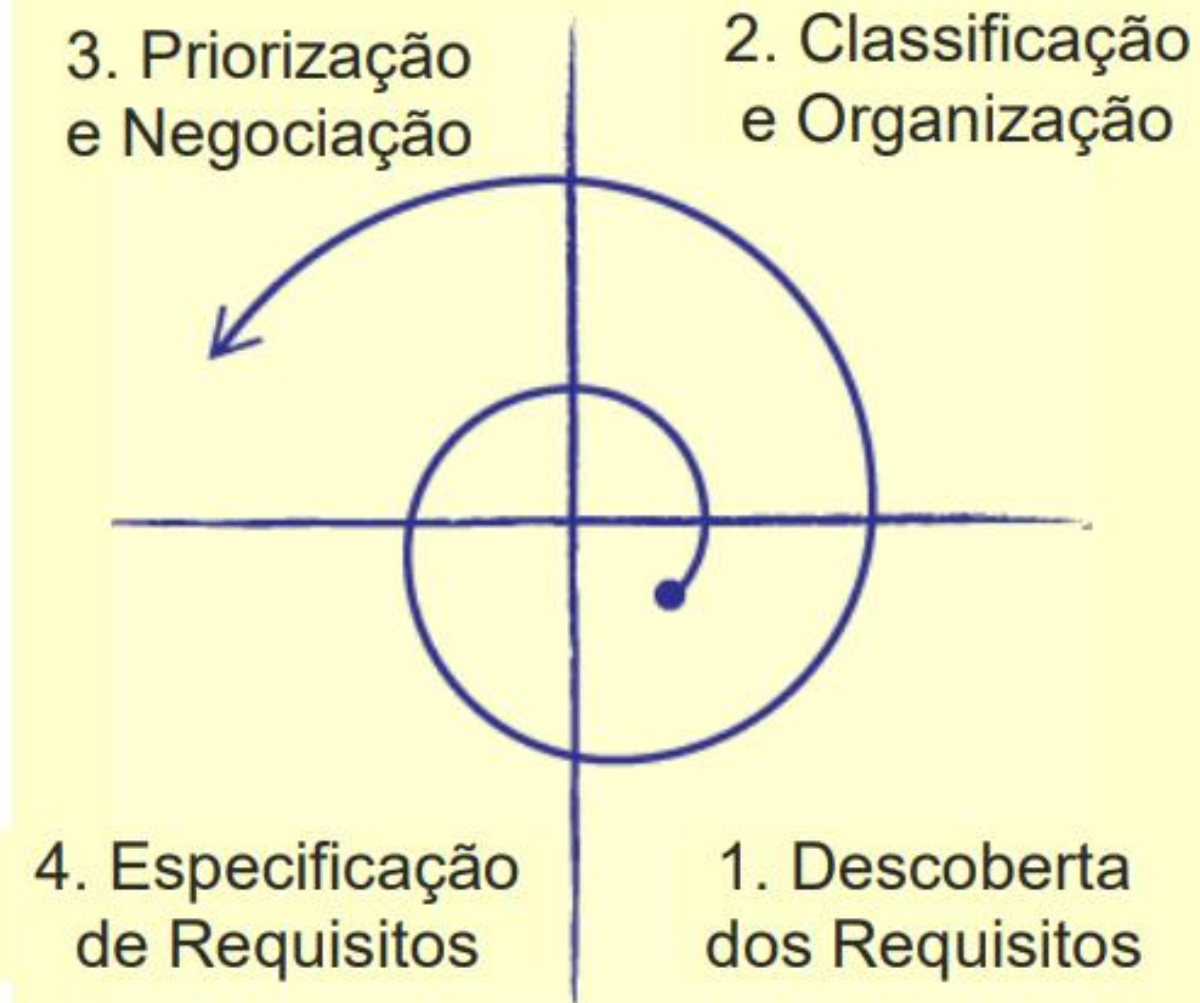 3. Priorização
e Negociação
2. Classificação
e Organização
4. Especificação
de Requisitos
1. Descoberta
dos Requisitos